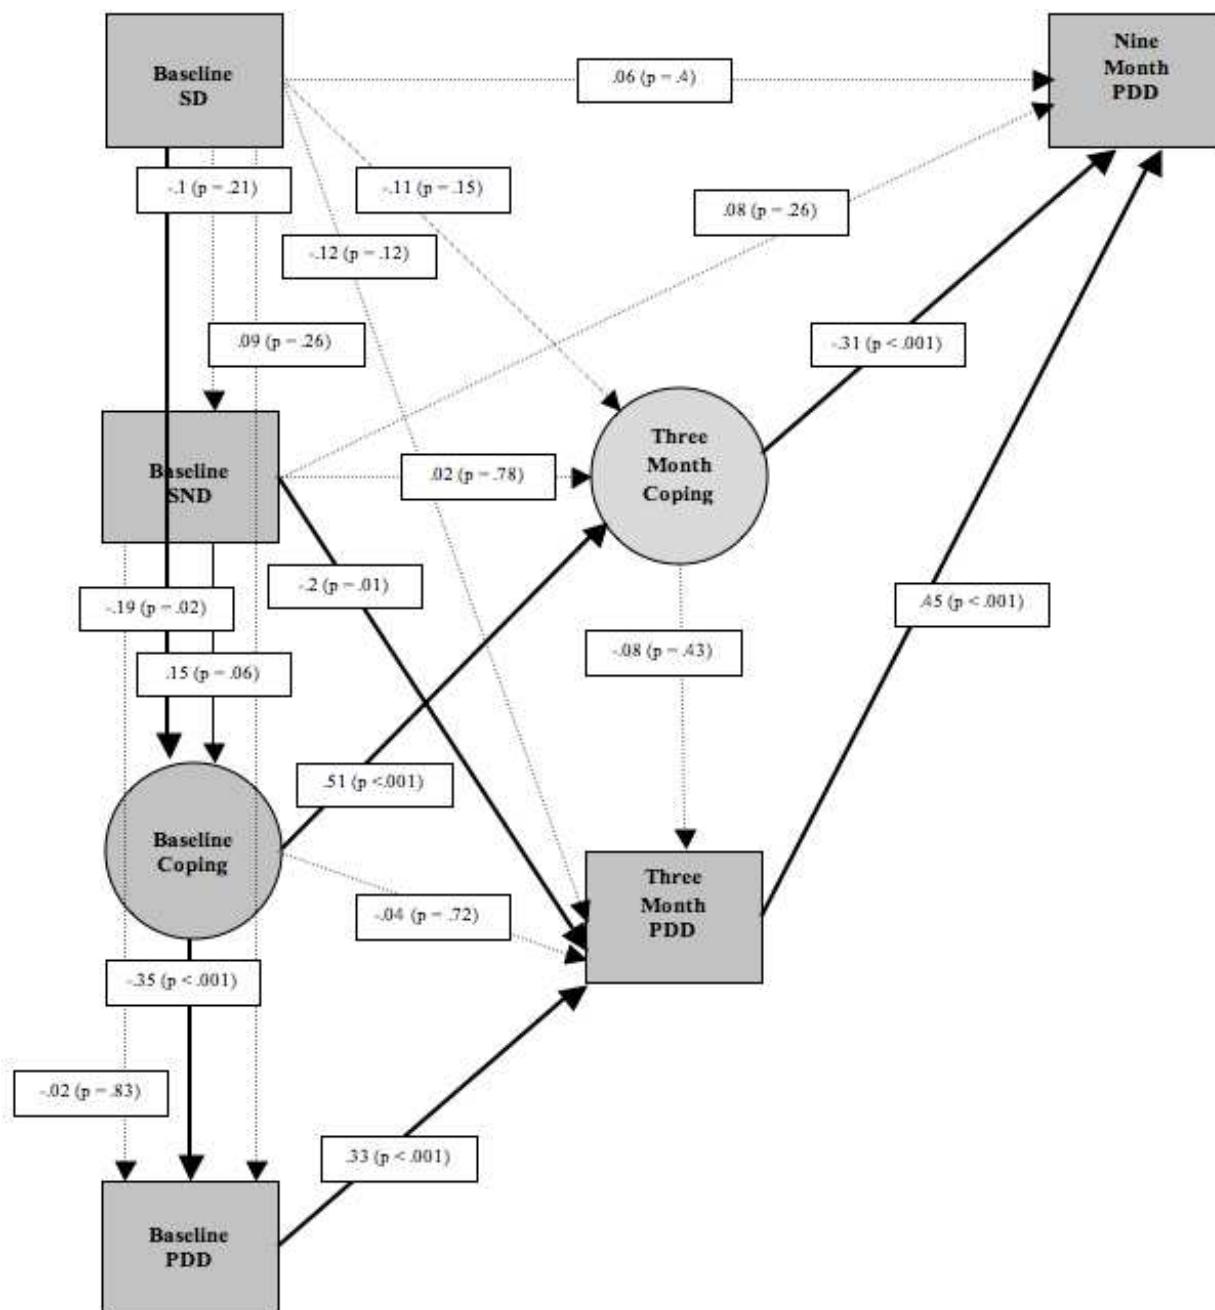 Baseline
SD
Nine
Month
PDD
.06 (p = .4)
-.1 (p = .21)
-.11 (p = .15)
.08 (p = .26)
-.12 (p = .12)
.09 (p = .26)
-.31 (p < .001)
Baseline
SND
Three
Month
Coping
.02 (p = .78)
-.19 (p = .02)
-.2 (p = .01)
.45 (p < .001)
-.08 (p = .43)
.15 (p = .06)
.51 (p <.001)
Baseline
Coping
Three
Month
PDD
-.04 (p = .72)
-.35 (p < .001)
-.02 (p = .83)
.33 (p < .001)
Baseline
PDD